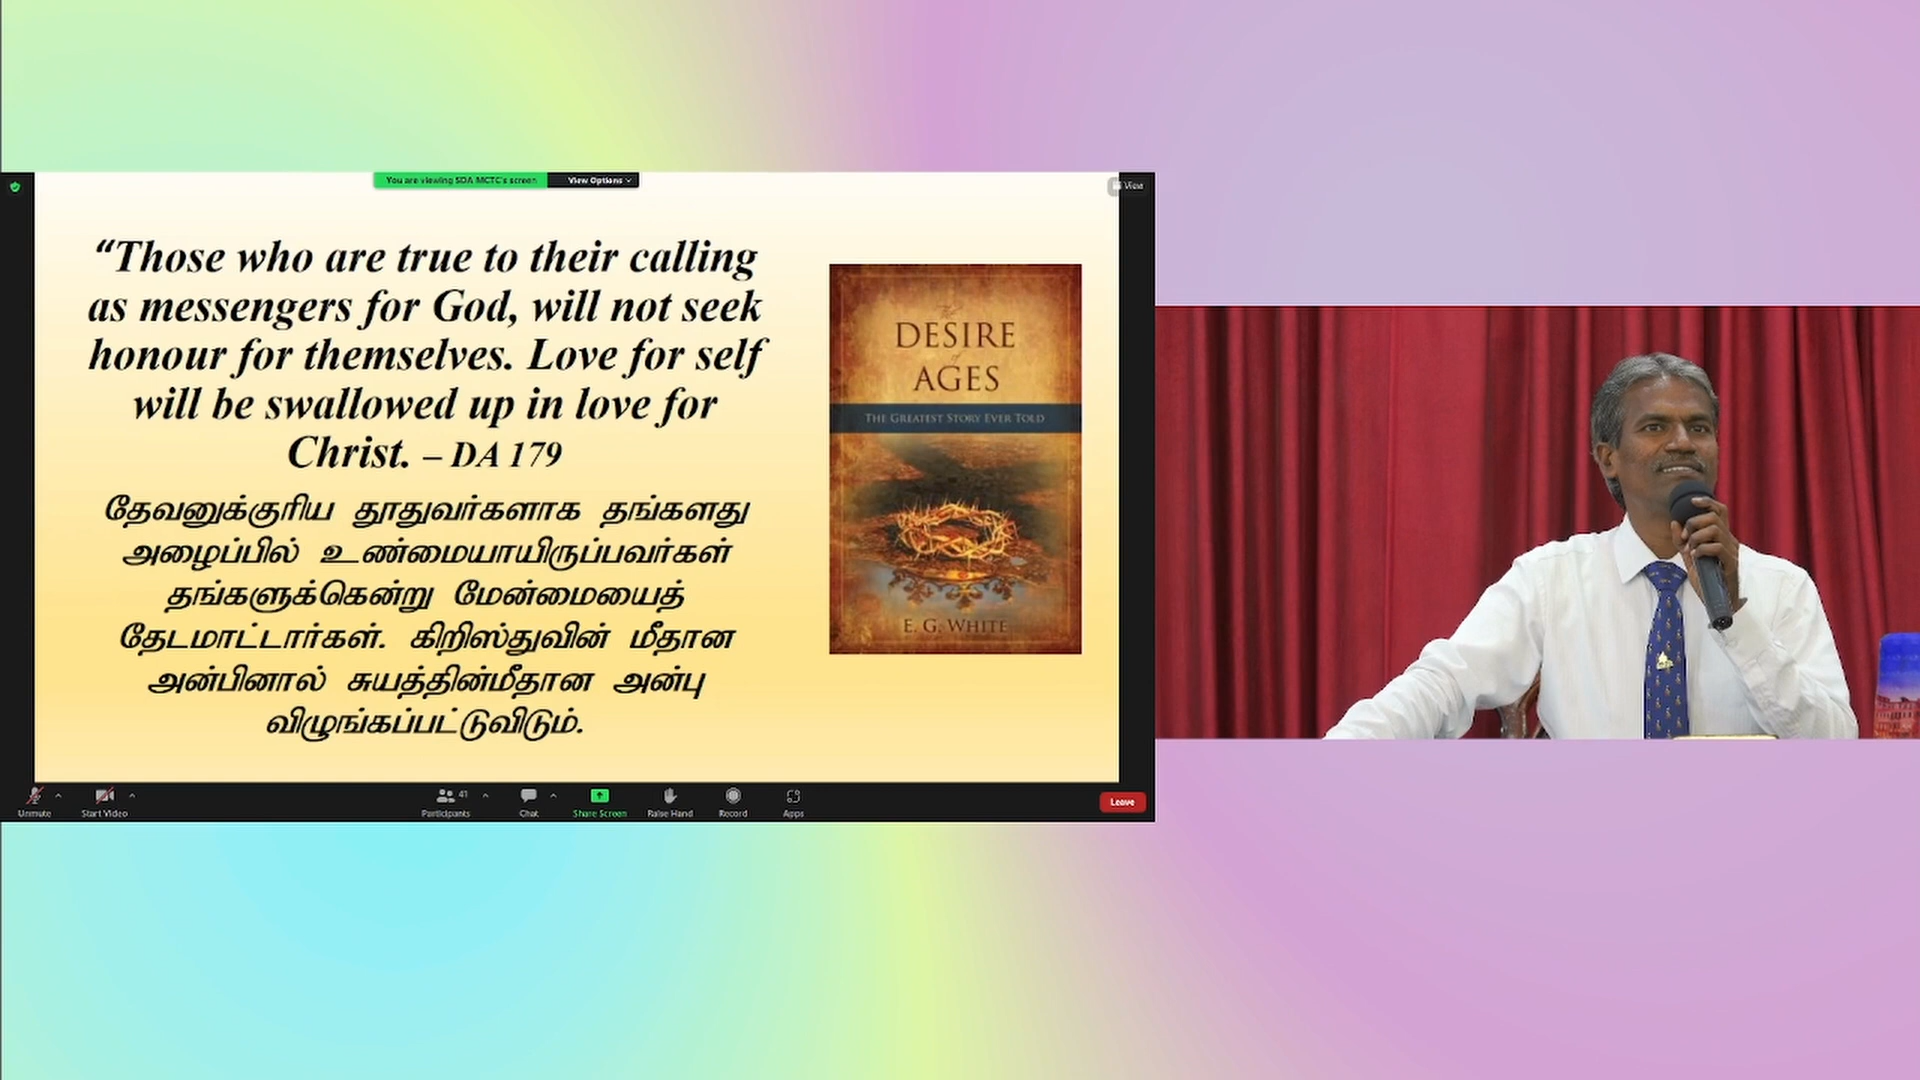 You are viewing SDA MCTC's screen
View Options
View
“Those who are true to their calling
as messengers for God, will not seek
honour for themselves. Love for self
will be swallowed up in love for
Christ. – DA 179
தேவனுக்குரிய தூதுவர்களாக தங்களது
அழைப்பில் உண்மையாயிருப்பவர்கள்
தங்களுக்கென்று மேன்மையைத்
தேடமாட்டார்கள். கிறிஸ்துவின் மீதான
அன்பினால் சுயத்தின்மீதான அன்பு
விழுங்கப்பட்டுவிடும்.
The
DESIRE
of
AGES
THE GREATEST STORY EVER TOLD
E. G. WHITE
Unmute
Start Video
41
Participants
Chat
Share Screen
Raise Hand
Record
Apps
Leave